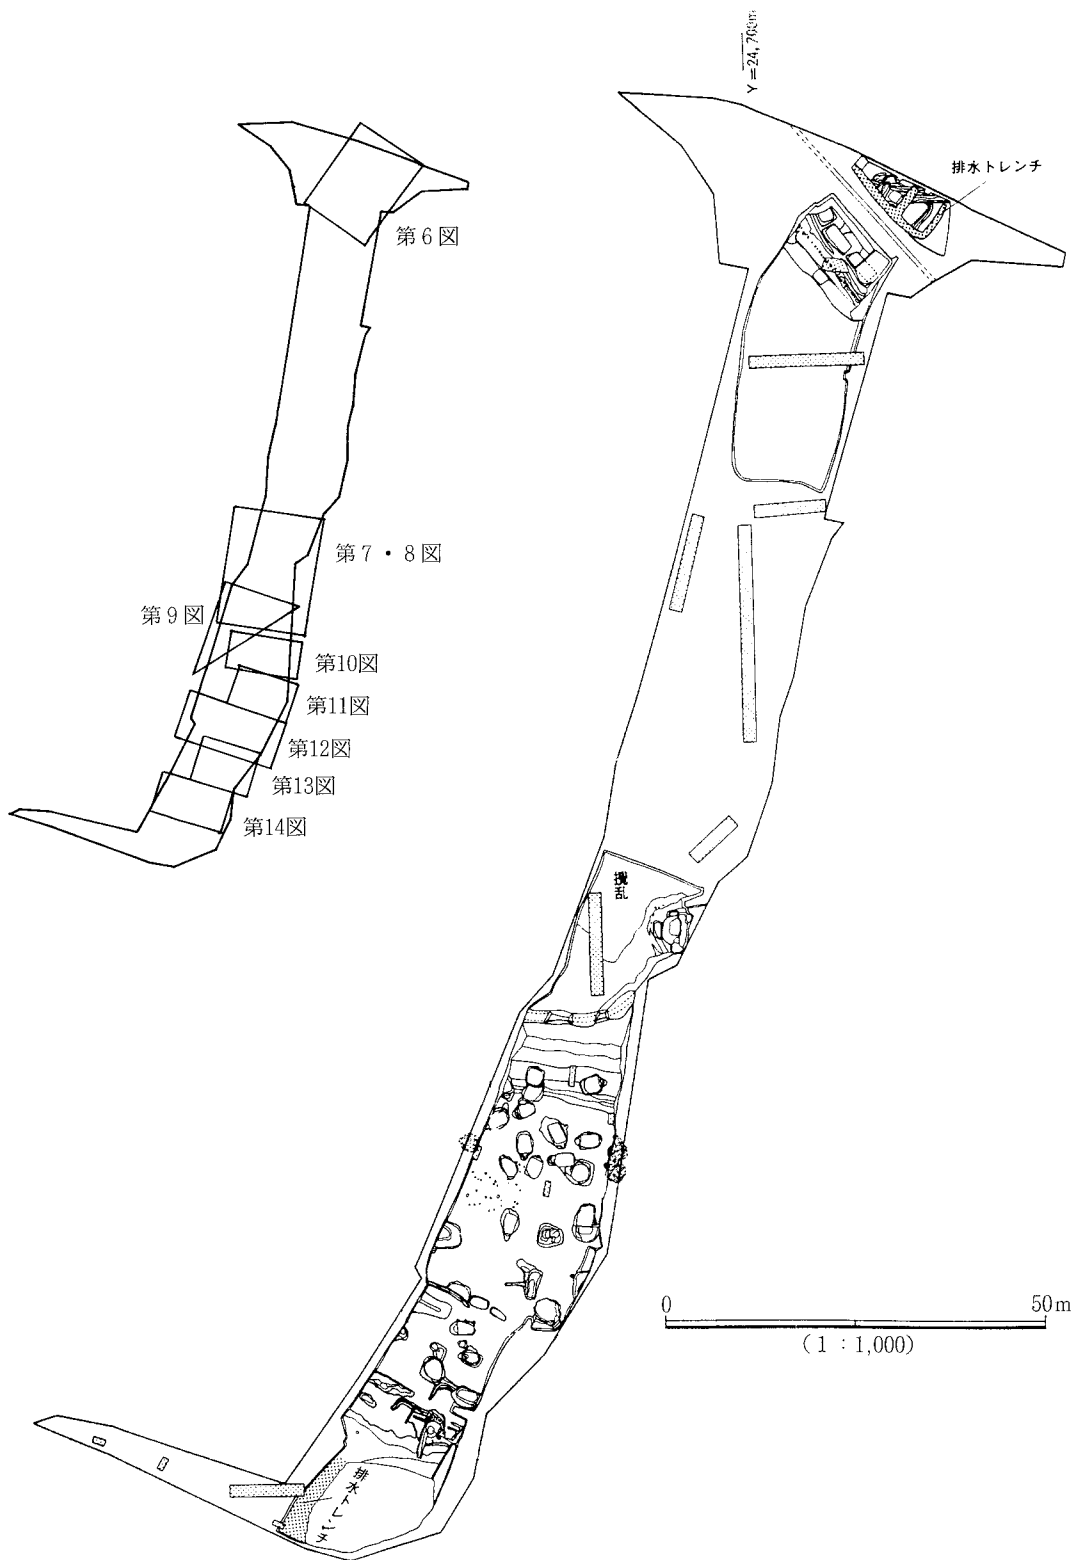 Y=24,700m
排水トレンチ
第6図
第7・8図
第9図
第10図
第11図
第12図
第13図
第14図
攪乱
0 50m
(1:1,000)
排水トレンチ